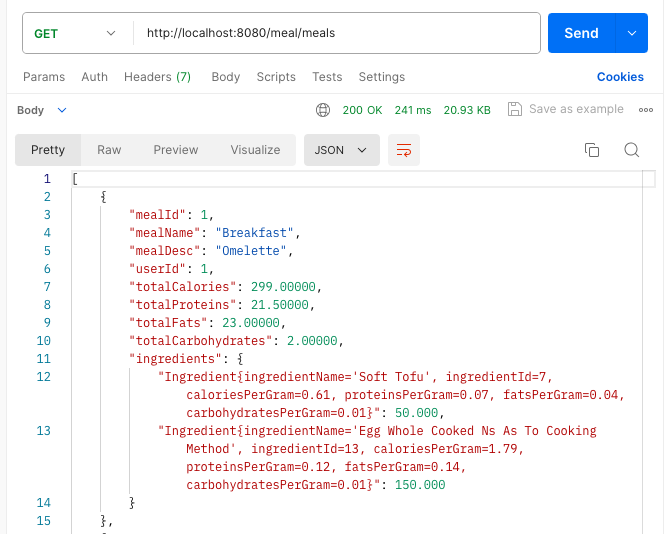 GET http://localhost:8080/meal/meals Send
Params Auth Headers (7) Body Scripts Tests Settings Cookies
Body 200 OK 241 ms 20.93 KB Save as example
Pretty Raw Preview Visualize JSON
1 [
2 {
3 "mealId": 1,
4 "mealName": "Breakfast",
5 "mealDesc": "Omelette",
6 "userId": 1,
7 "totalCalories": 299.00000,
8 "totalProteins": 21.50000,
9 "totalFats": 23.00000,
10 "totalCarbohydrates": 2.00000,
11 "ingredients": {
12 "Ingredient{ingredientName='Soft Tofu', ingredientId=7,
caloriesPerGram=0.61, proteinsPerGram=0.07, fatsPerGram=0.04,
carbohydratesPerGram=0.01}": 50.000,
13 "Ingredient{ingredientName='Egg Whole Cooked Ns As To Cooking
Method', ingredientId=13, caloriesPerGram=1.79,
proteinsPerGram=0.12, fatsPerGram=0.14,
carbohydratesPerGram=0.01}": 150.000
14 }
15 },